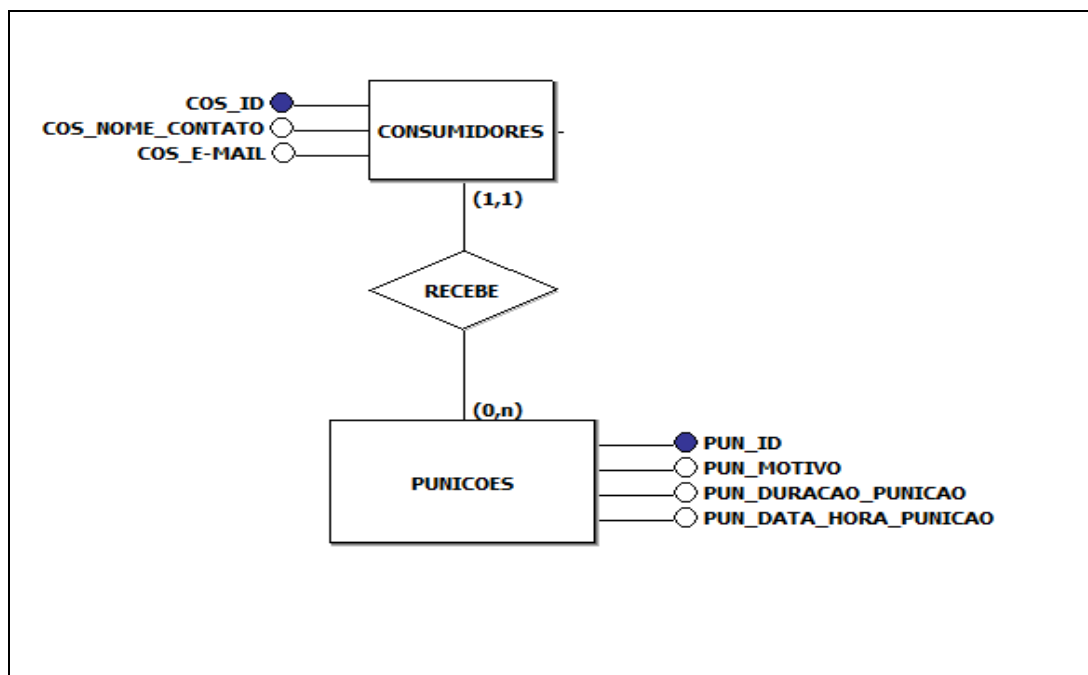 COS_ID
COS_NOME_CONTATO
COS_E-MAIL
CONSUMIDORES
(1,1)
RECEBE
(0,n)
PUNICOES
PUN_ID
PUN_MOTIVO
PUN_DURACAO_PUNICAO
PUN_DATA_HORA_PUNICAO